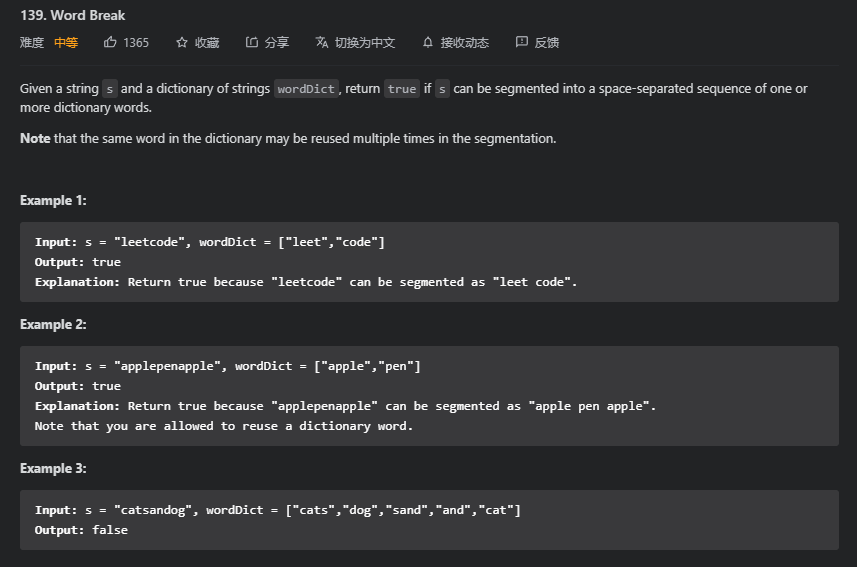 139. Word Break
难度 中等 1365 收藏 分享 切换为中文 接收动态 反馈
Given a string s and a dictionary of strings wordDict, return true if s can be segmented into a space-separated sequence of one or
more dictionary words.
Note that the same word in the dictionary may be reused multiple times in the segmentation.
Example 1:
Input: s = "leetcode", wordDict = ["leet","code"]
Output: true
Explanation: Return true because "leetcode" can be segmented as "leet code".
Example 2:
Input: s = "applepenapple", wordDict = ["apple","pen"]
Output: true
Explanation: Return true because "applepenapple" can be segmented as "apple pen apple".
Note that you are allowed to reuse a dictionary word.
Example 3:
Input: s = "catsandog", wordDict = ["cats","dog","sand","and","cat"]
Output: false